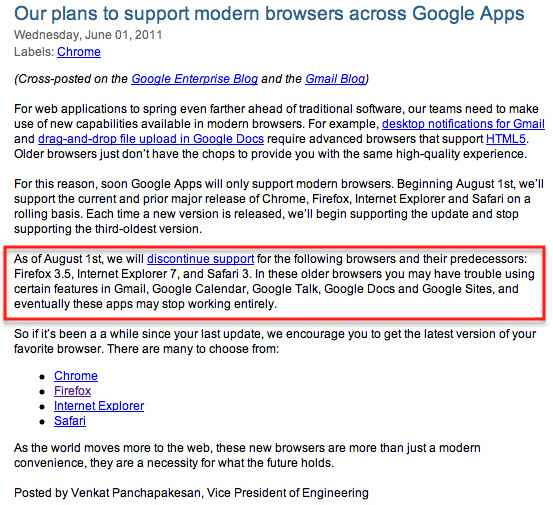 Our plans to support modern browsers across Google Apps
Wednesday, June 01, 2011
Labels: Chrome
(Cross-posted on the Google Enterprise Blog and the Gmail Blog)
For web applications to spring even farther ahead of traditional software, our teams need to make
use of new capabilities available in modern browsers. For example, desktop notifications for Gmail
and drag-and-drop file upload in Google Docs require advanced browsers that support HTML5.
Older browsers just don't have the chops to provide you with the same high-quality experience.
For this reason, soon Google Apps will only support modern browsers. Beginning August 1st, we'll
support the current and prior major release of Chrome, Firefox, Internet Explorer and Safari on a
rolling basis. Each time a new version is released, we'll begin supporting the update and stop
supporting the third-oldest version.
As of August 1st, we will discontinue support for the following browsers and their predecessors:
Firefox 3.5, Internet Explorer 7, and Safari 3. In these older browsers you may have trouble using
certain features in Gmail, Google Calendar, Google Talk, Google Docs and Google Sites, and
eventually these apps may stop working entirely.
So if it's been a a while since your last update, we encourage you to get the latest version of your
favorite browser. There are many to choose from:
• Chrome
• Firefox
• Internet Explorer
• Safari
As the world moves more to the web, these new browsers are more than just a modern
convenience, they are a necessity for what the future holds.
Posted by Venkat Panchapakesan, Vice President of Engineering